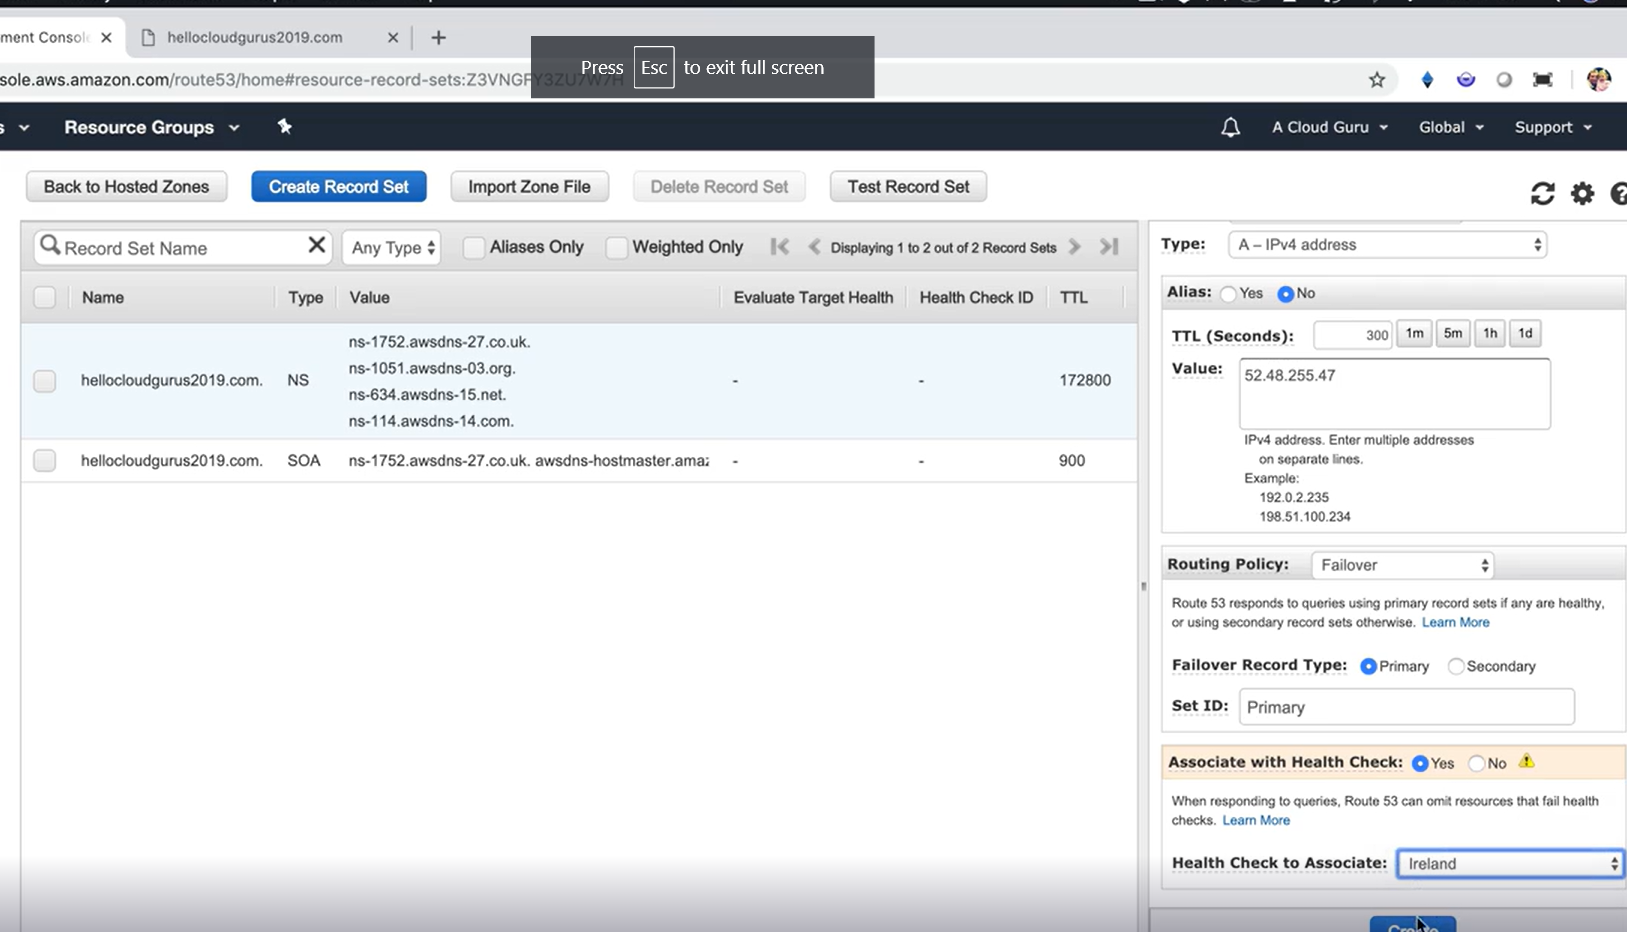 ment Consol
hellocloudgurus2019.com
Press Esc to exit full screen
sole.aws.amazon.com/route53/home#resource-record-sets:Z3VNGFY3ZU7W7H
s
Resource Groups
A Cloud Guru
Global
Support
Back to Hosted Zones
Create Record Set
Import Zone File
Delete Record Set
Test Record Set
Record Set Name
Any Type
Aliases Only
Weighted Only
Displaying 1 to 2 out of 2 Record Sets
Name Type Value Evaluate Target Health Health Check ID TTL
ns-1752.awsdns-27.co.uk.
ns-1051.awsdns-03.org.
hellocloudgurus2019.com. NS - - 172800
ns-634.awsdns-15.net.
ns-114.awsdns-14.com.
hellocloudgurus2019.com. SOA ns-1752.awsdns-27.co.uk. awsdns-hostmaster.amaz - - 900
Type: A – IPv4 address
Alias: Yes No
TTL (Seconds): 300 1m 5m 1h 1d
Value: 52.48.255.47
IPv4 address. Enter multiple addresses
on separate lines.
Example:
192.0.2.235
198.51.100.234
Routing Policy: Failover
Route 53 responds to queries using primary record sets if any are healthy,
or using secondary record sets otherwise. Learn More
Failover Record Type: Primary Secondary
Set ID: Primary
Associate with Health Check: Yes No
When responding to queries, Route 53 can omit resources that fail health
checks. Learn More
Health Check to Associate: Ireland
Create